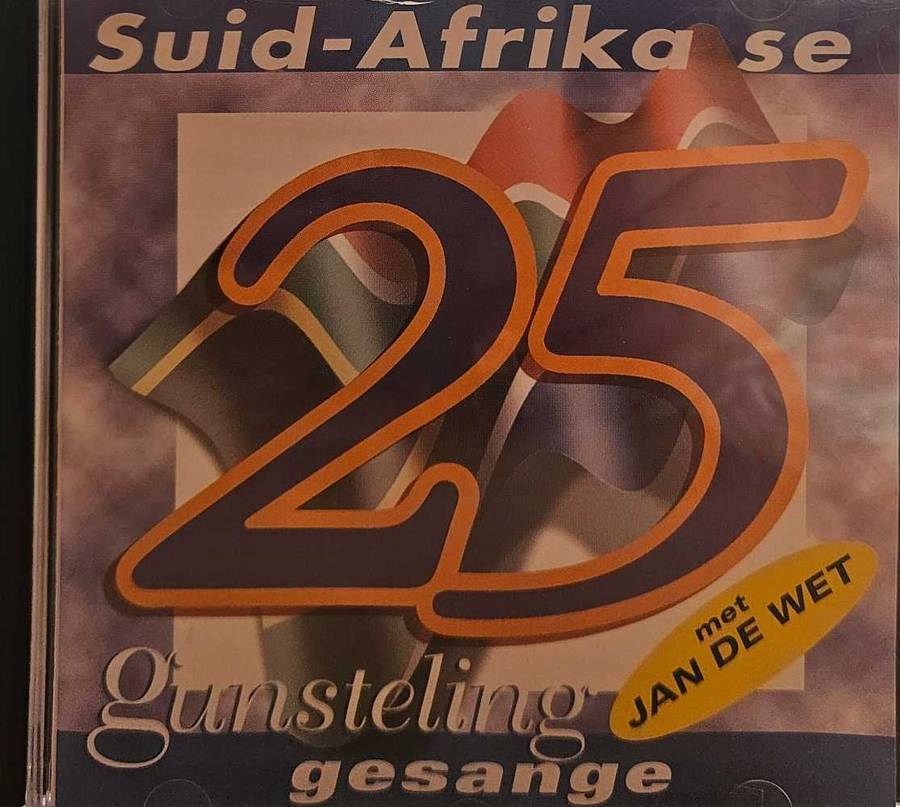 Suid-Afrika se
25
gunsteling
gesange
met
JAN DE WET